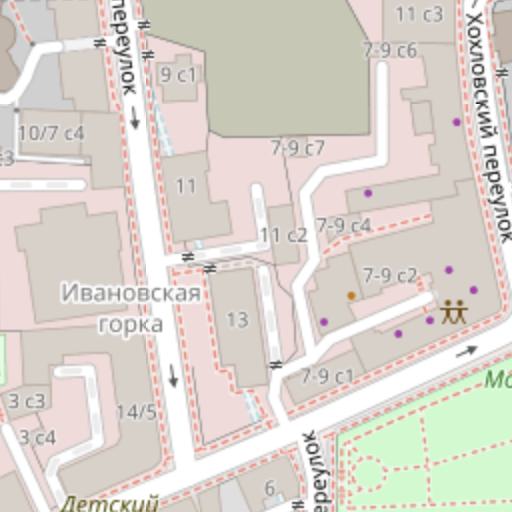 переулок
11 с3
7-9 с6
Хохловский переулок
9 с1
10/7 с4
7-9 с7
11
7-9 с4
11 с2
7-9 с2
Ивановская
горка
13
7-9 с1
3 с3
14/5
3 с4
Детский
6